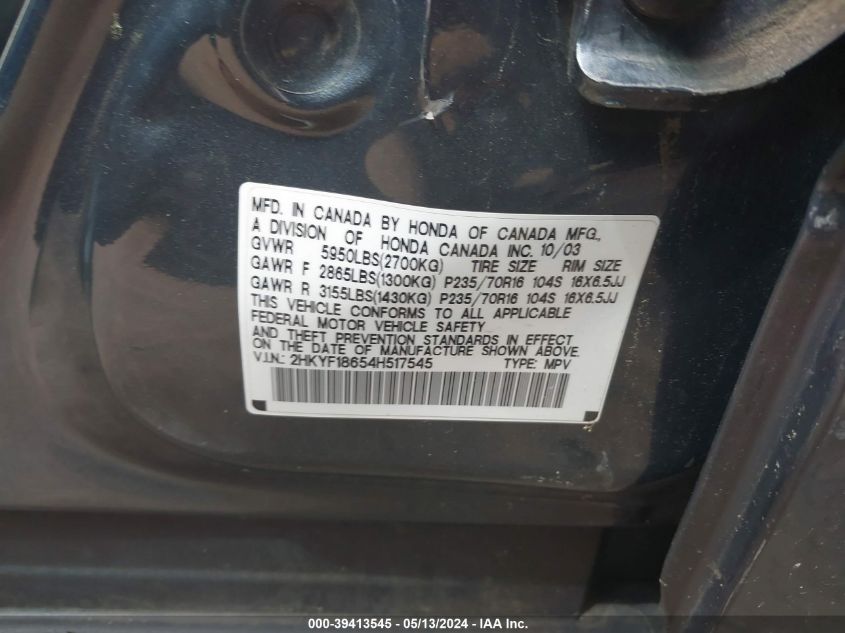 MFD. IN CANADA BY HONDA OF CANADA MFG.,
A DIVISION OF HONDA CANADA INC. 10/03
GVWR 5950LBS(2700KG) TIRE SIZE RIM SIZE
GAWR F 2865LBS(1300KG) P235/70R16 104S 16X6.5JJ
GAWR R 3155LBS(1430KG) P235/70R16 104S 16X6.5JJ
THIS VEHICLE CONFORMS TO ALL APPLICABLE
FEDERAL MOTOR VEHICLE SAFETY
AND THEFT PREVENTION STANDARDS IN EFFECT
ON THE DATE OF MANUFACTURE SHOWN ABOVE.
V.I.N.: 2HKYF18654H517545 TYPE: MPV
000-39413545 - 05/13/2024 - IAA Inc.